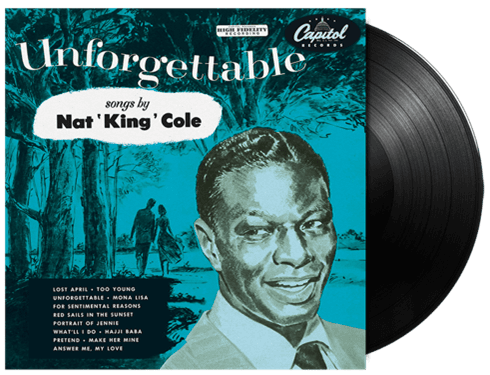 HIGH FIDELITY
RECORDING
Capitol
RECORDS
Unforgettable
songs by
Nat 'King' Cole
LOST APRIL • TOO YOUNG
UNFORGETTABLE • MONA LISA
FOR SENTIMENTAL REASONS
RED SAILS IN THE SUNSET
PORTRAIT OF JENNIE
WHAT'LL I DO • HAJJI BABA
PRETEND • MAKE HER MINE
ANSWER ME, MY LOVE